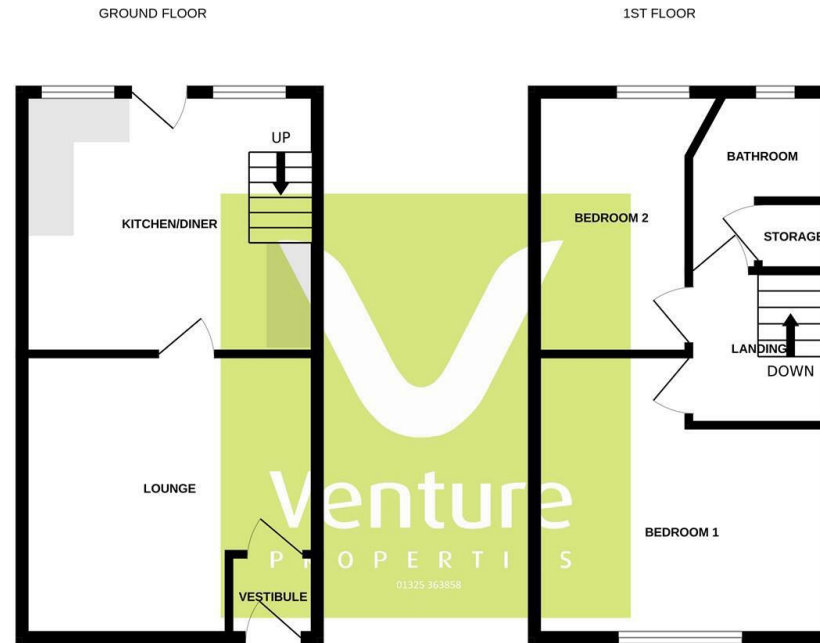 GROUND FLOOR
1ST FLOOR
UP
KITCHEN/DINER
LOUNGE
VESTIBULE
BATHROOM
BEDROOM 2
STORAGE
LANDING
DOWN
BEDROOM 1
Venture
PROPERTIES
01325 363858